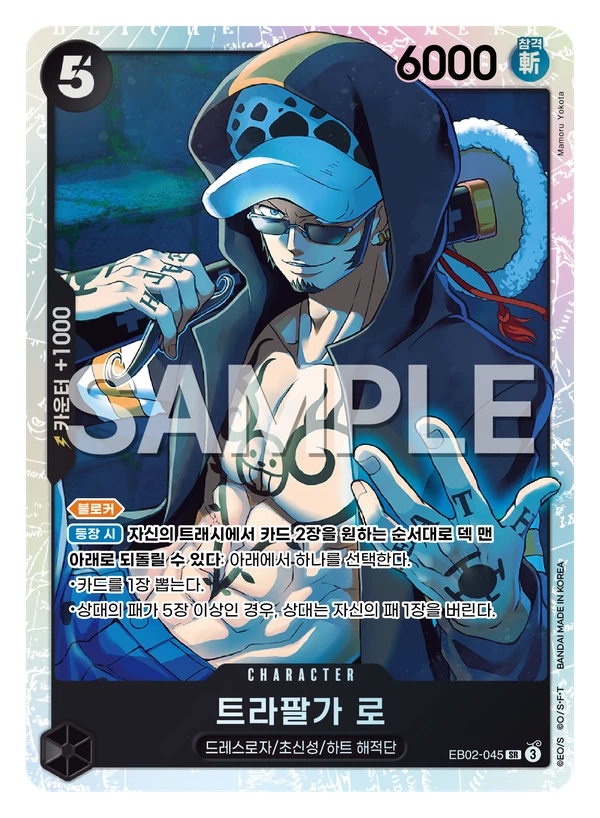 5
6000
참격
斬
Mamoru Yokota
카운터 +1000
SAMPLE
블로커
등장 시 자신의 트래시에서 카드 2장을 원하는 순서대로 덱 맨
아래로 되돌릴 수 있다: 아래에서 하나를 선택한다.
•카드를 1장 뽑는다.
•상대의 패가 5장 이상인 경우, 상대는 자신의 패 1장을 버린다.
BANDAI MADE IN KOREA
©EO/S ©O/S·F·T
CHARACTER
트라팔가 로
드레스로자/초신성/하트 해적단
EB02-045 SR 3